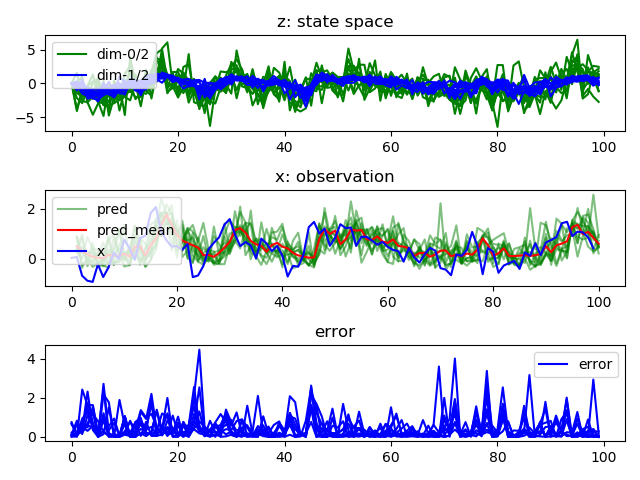 z: state space
5
0
−5
dim-0/2
dim-1/2
0 20 40 60 80 100
x: observation
2
0
pred
pred_mean
x
0 20 40 60 80 100
error
4
2
0
error
0 20 40 60 80 100